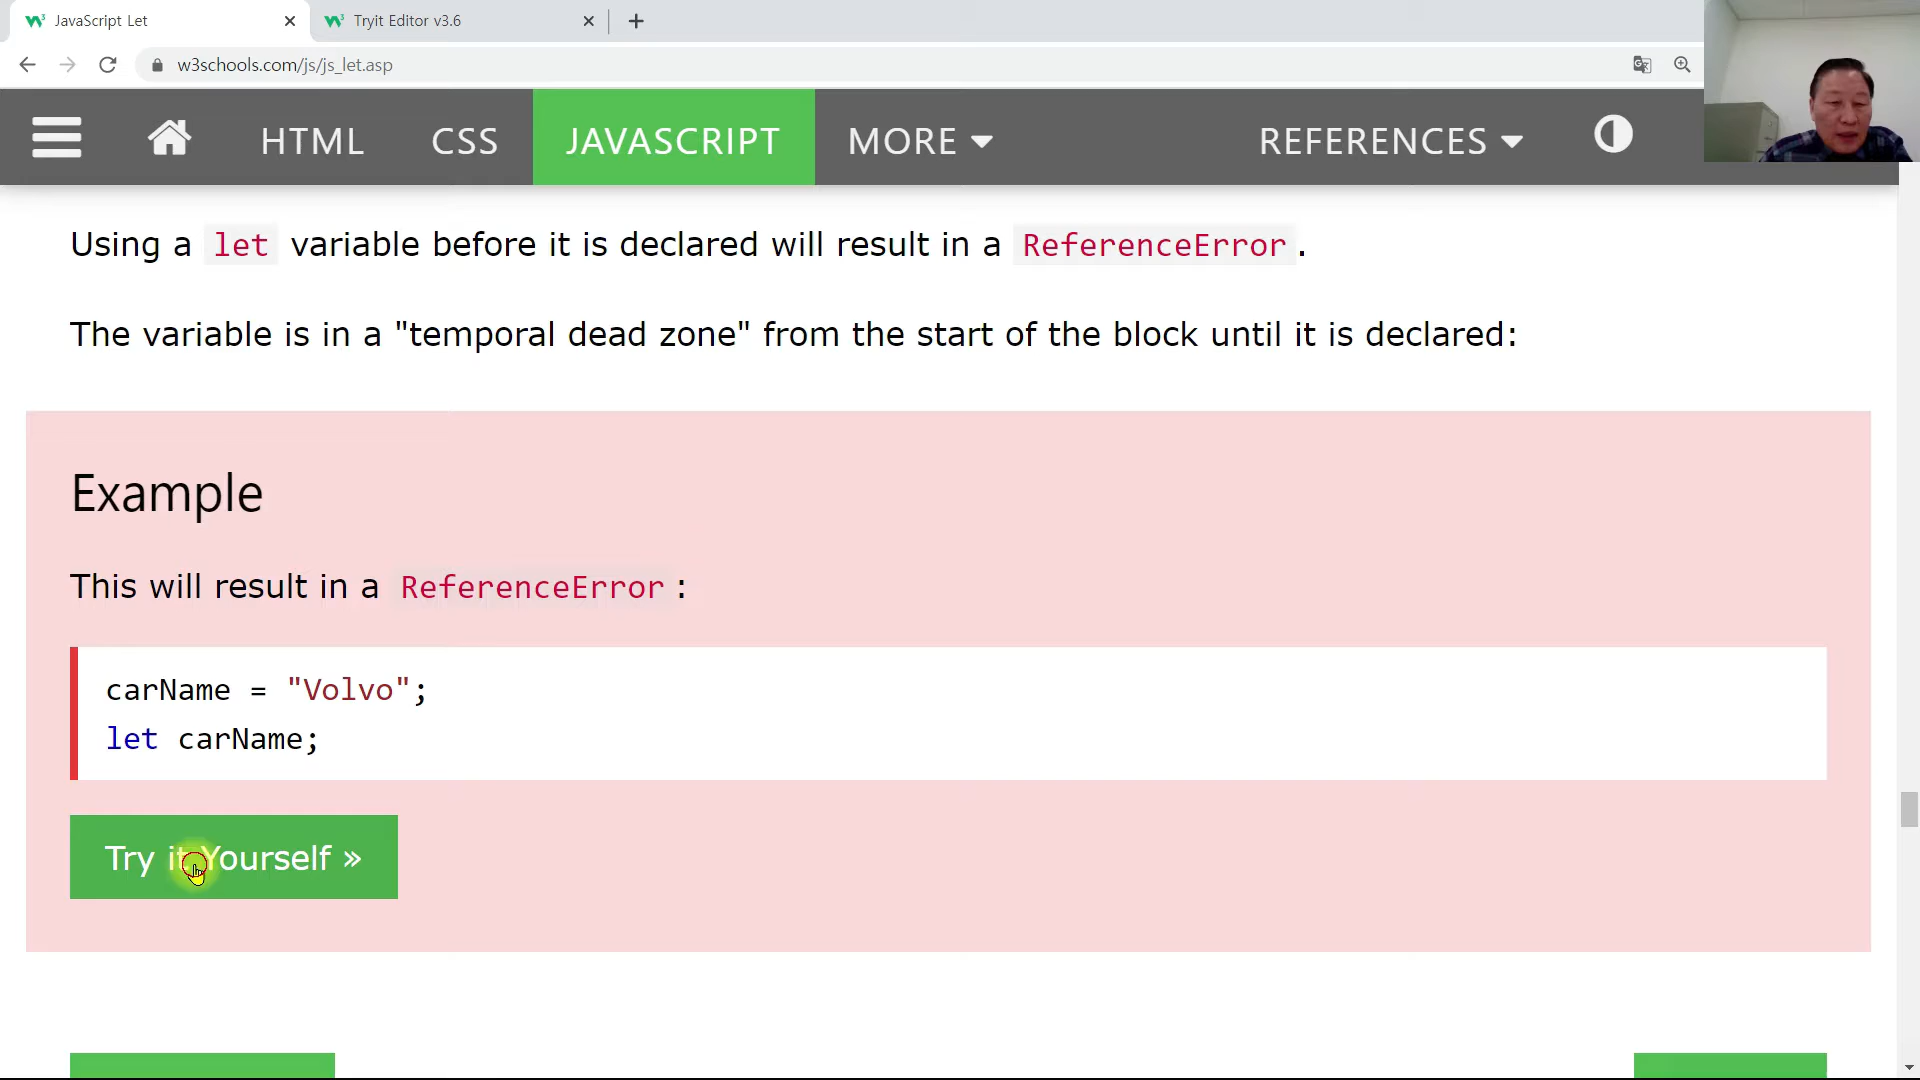 JavaScript Let
Tryit Editor v3.6
w3schools.com/js/js_let.asp
HTML
CSS
JAVASCRIPT
MORE
REFERENCES
Using a let variable before it is declared will result in a ReferenceError.
The variable is in a "temporal dead zone" from the start of the block until it is declared:
Example
This will result in a ReferenceError:
carName = "Volvo";
let carName;
Try it Yourself »